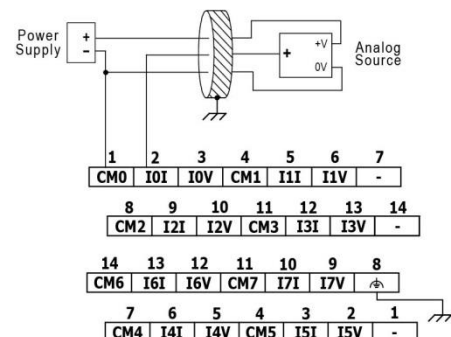 Power Supply
+
-
+
+V
0V
Analog Source
1 2 3 4 5 6 7
CM0 I0I I0V CM1 I1I I1V -
8 9 10 11 12 13 14
CM2 I2I I2V CM3 I3I I3V -
14 13 12 11 10 9 8
CM6 I6I I6V CM7 I7I I7V
7 6 5 4 3 2 1
CM4 I4I I4V CM5 I5I I5V -